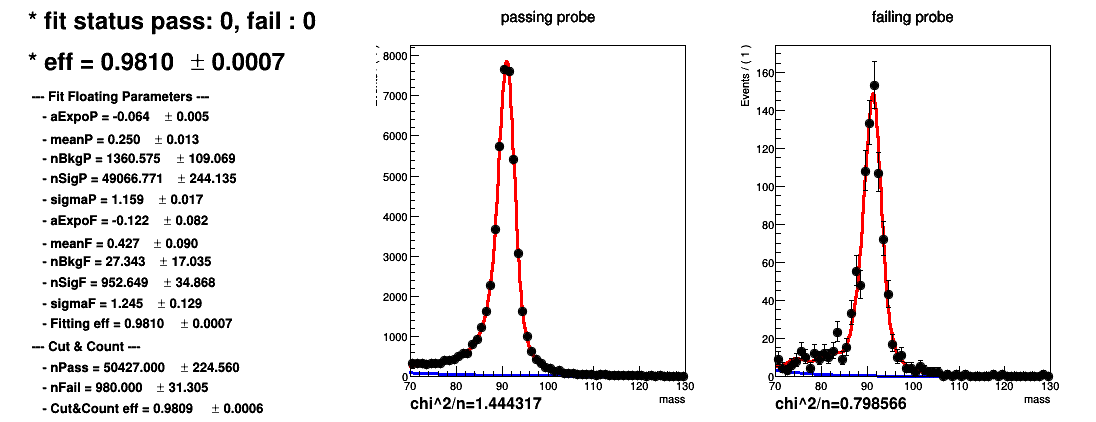 * fit status pass: 0, fail : 0
* eff = 0.9810 ± 0.0007
--- Fit Floating Parameters ---
- aExpoP = -0.064 ± 0.005
- meanP = 0.250 ± 0.013
- nBkgP = 1360.575 ± 109.069
- nSigP = 49066.771 ± 244.135
- sigmaP = 1.159 ± 0.017
- aExpoF = -0.122 ± 0.082
- meanF = 0.427 ± 0.090
- nBkgF = 27.343 ± 17.035
- nSigF = 952.649 ± 34.868
- sigmaF = 1.245 ± 0.129
- Fitting eff = 0.9810 ± 0.0007
--- Cut & Count ---
- nPass = 50427.000 ± 224.560
- nFail = 980.000 ± 31.305
- Cut&Count eff = 0.9809 ± 0.0006
passing probe
8000
7000
6000
5000
4000
3000
2000
1000
0
70 80 90 100 110 120 130
mass
chi^2/n=1.444317
failing probe
Events / ( 1 )
160
140
120
100
80
60
40
20
0
70 80 90 100 110 120 130
mass
chi^2/n=0.798566